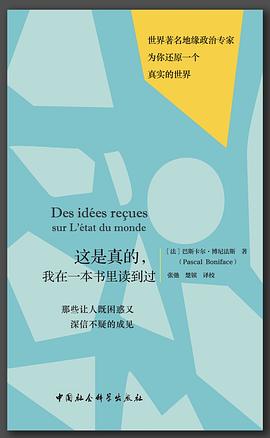 世界著名地缘政治专家
为你还原一个
真实的世界
Des idées reçues
sur L'état du monde
这是真的，
我在一本书里读到过
[法] 巴斯卡尔·博尼法斯 著
(Pascal Boniface)
张弛 楚镔 译校
那些让人既困惑又
深信不疑的成见
中国社会科学出版社